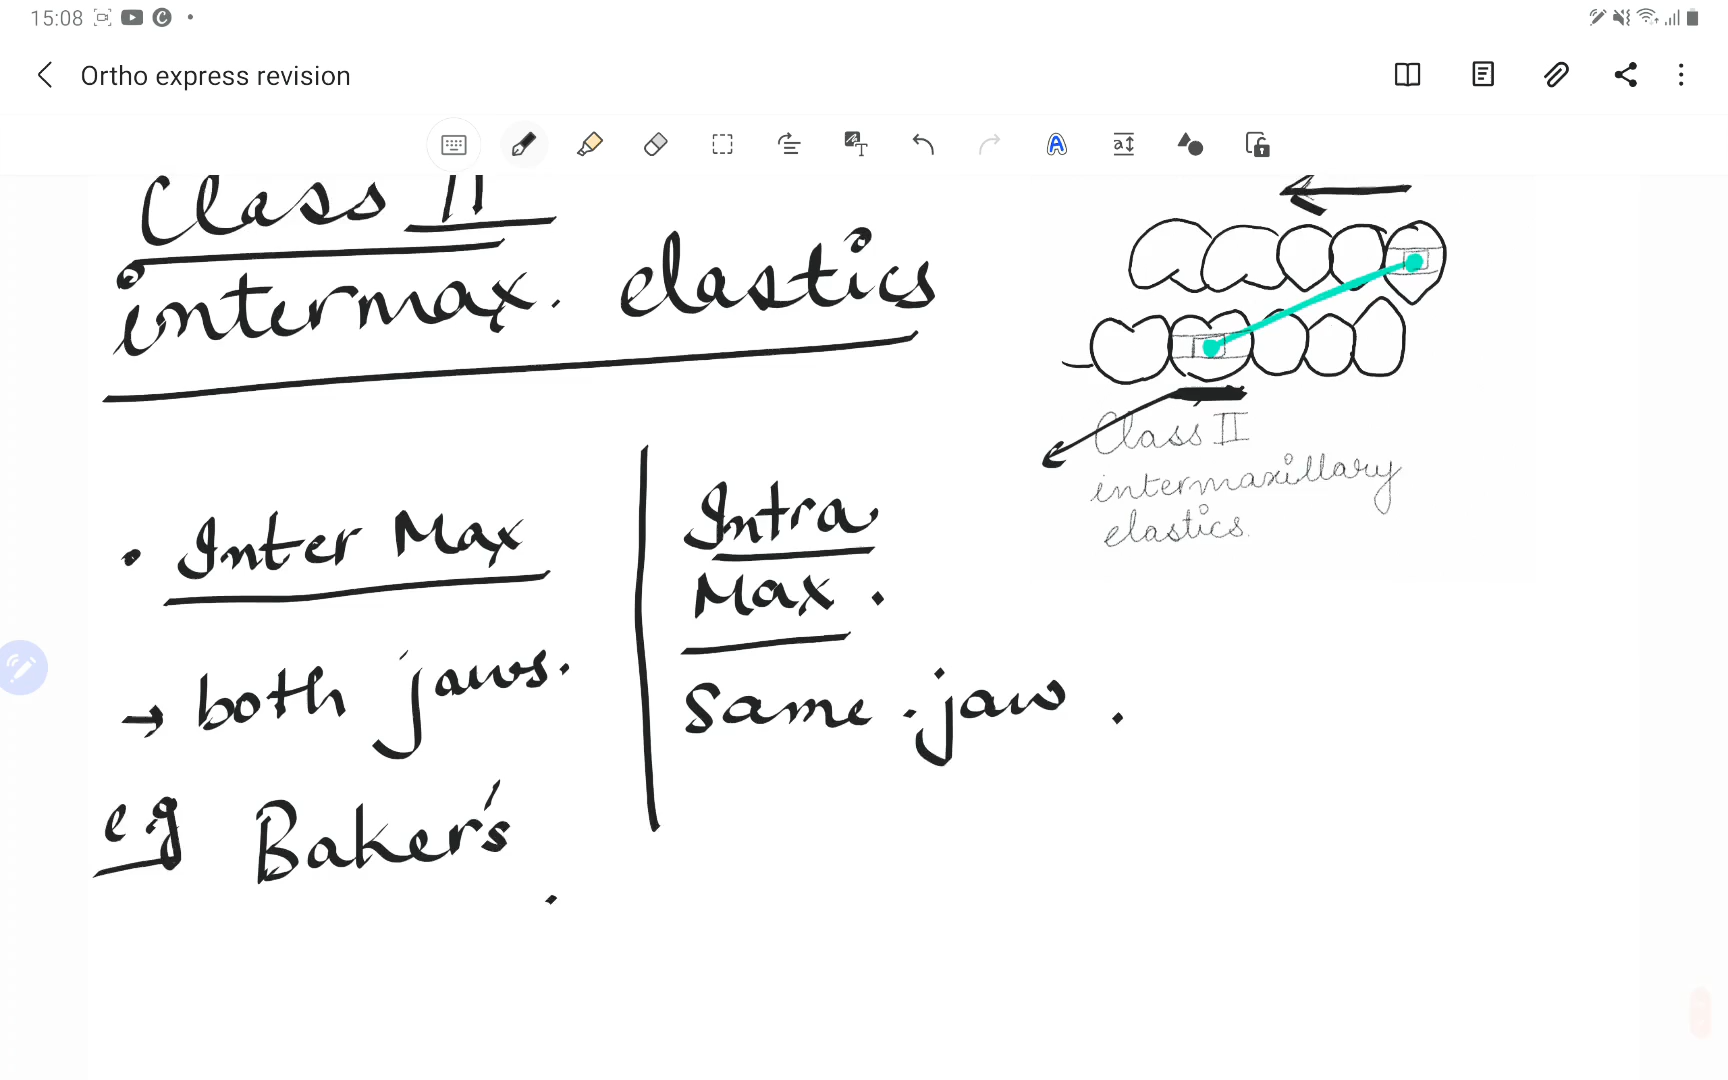 15:08
Ortho express revision
Class II
intermax. elastics
• Inter Max
→ both jaws.
eg Baker's
Intra
Max.
Same jaw.
Class II
intermaxillary
elastics.